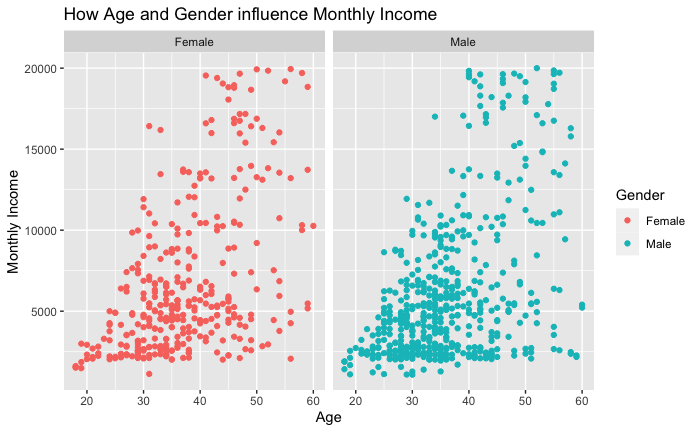 How Age and Gender influence Monthly Income
Female Male
20000
15000
10000
5000
Monthly Income
20 30 40 50 60 20 30 40 50 60
Age
Gender
Female
Male